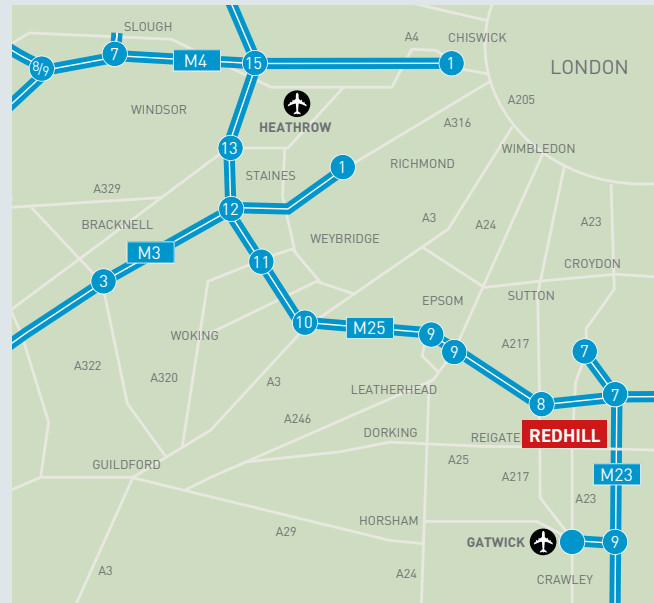 SLOUGH
A4
CHISWICK
8/9
7
M4
15
1
LONDON
WINDSOR
HEATHROW
A205
A316
WIMBLEDON
13
STAINES
1
RICHMOND
A329
12
A3
A24
A23
BRACKNELL
WEYBRIDGE
M3
11
CROYDON
3
EPSOM
SUTTON
WOKING
10
M25
9
A217
9
7
A322
A320
A3
LEATHERHEAD
7
8
A246
DORKING
REIGATE
REDHILL
GUILDFORD
A25
A217
M23
A23
HORSHAM
A29
GATWICK
9
A3
A24
CRAWLEY